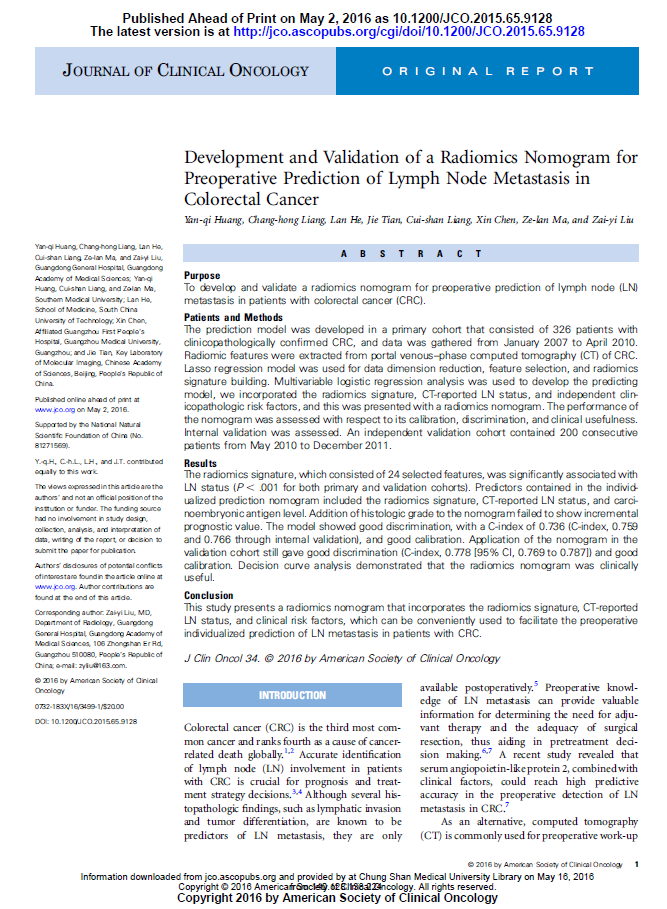 Published Ahead of Print on May 2, 2016 as 10.1200/JCO.2015.65.9128
The latest version is at http://jco.ascopubs.org/cgi/doi/10.1200/JCO.2015.65.9128
JOURNAL OF CLINICAL ONCOLOGY
ORIGINAL REPORT
Development and Validation of a Radiomics Nomogram for
Preoperative Prediction of Lymph Node Metastasis in
Colorectal Cancer
Yan-qi Huang, Chang-hong Liang, Lan He, Jie Tian, Cui-shan Liang, Xin Chen, Ze-lan Ma, and Zai-yi Liu
Yan-qi Huang, Chang-hong Liang, Lan He,
Cui-shan Liang, Ze-lan Ma, and Zai-yi Liu,
Guangdong General Hospital, Guangdong
Academy of Medical Sciences; Yan-qi
Huang, Cui-shan Liang, and Ze-lan Ma,
Southern Medical University; Lan He,
School of Medicine, South China
University of Technology; Xin Chen,
Affiliated Guangzhou First People's
Hospital, Guangzhou Medical University,
Guangzhou; and Jie Tian, Key Laboratory
of Molecular Imaging, Chinese Academy
of Sciences, Beijing, People's Republic of
China.
Published online ahead of print at
www.jco.org on May 2, 2016.
Supported by the National Natural
Scientific Foundation of China (No.
81271569).
Y.-q.H., C.-h.L., L.H., and J.T. contributed
equally to this work.
The views expressed in this article are the
authors' and not an official position of the
institution or funder. The funding source
had no involvement in study design,
collection, analysis, and interpretation of
data, writing of the report, or decision to
submit the paper for publication.
Authors' disclosures of potential conflicts
of interest are found in the article online at
www.jco.org. Author contributions are
found at the end of this article.
Corresponding author: Zai-yi Liu, MD,
Department of Radiology, Guangdong
General Hospital, Guangdong Academy of
Medical Sciences, 106 Zhongshan Er Rd,
Guangzhou 510080, People's Republic of
China; e-mail: zyliu@163.com.
© 2016 by American Society of Clinical
Oncology
0732-183X/16/3499-1/$20.00
DOI: 10.1200/JCO.2015.65.9128
ABSTRACT
Purpose
To develop and validate a radiomics nomogram for preoperative prediction of lymph node (LN)
metastasis in patients with colorectal cancer (CRC).
Patients and Methods
The prediction model was developed in a primary cohort that consisted of 326 patients with
clinicopathologically confirmed CRC, and data was gathered from January 2007 to April 2010.
Radiomic features were extracted from portal venous–phase computed tomography (CT) of CRC.
Lasso regression model was used for data dimension reduction, feature selection, and radiomics
signature building. Multivariable logistic regression analysis was used to develop the predicting
model, we incorporated the radiomics signature, CT-reported LN status, and independent clin-
icopathologic risk factors, and this was presented with a radiomics nomogram. The performance of
the nomogram was assessed with respect to its calibration, discrimination, and clinical usefulness.
Internal validation was assessed. An independent validation cohort contained 200 consecutive
patients from May 2010 to December 2011.
Results
The radiomics signature, which consisted of 24 selected features, was significantly associated with
LN status (P < .001 for both primary and validation cohorts). Predictors contained in the individ-
ualized prediction nomogram included the radiomics signature, CT-reported LN status, and carci-
noembryonic antigen level. Addition of histologic grade to the nomogram failed to show incremental
prognostic value. The model showed good discrimination, with a C-index of 0.736 (C-index, 0.759
and 0.766 through internal validation), and good calibration. Application of the nomogram in the
validation cohort still gave good discrimination (C-index, 0.778 [95% CI, 0.769 to 0.787]) and good
calibration. Decision curve analysis demonstrated that the radiomics nomogram was clinically
useful.
Conclusion
This study presents a radiomics nomogram that incorporates the radiomics signature, CT-reported
LN status, and clinical risk factors, which can be conveniently used to facilitate the preoperative
individualized prediction of LN metastasis in patients with CRC.
J Clin Oncol 34. © 2016 by American Society of Clinical Oncology
INTRODUCTION
Colorectal cancer (CRC) is the third most com-
mon cancer and ranks fourth as a cause of cancer-
related death globally.1,2 Accurate identification
of lymph node (LN) involvement in patients
with CRC is crucial for prognosis and treat-
ment strategy decisions.3,4 Although several his-
topathologic findings, such as lymphatic invasion
and tumor differentiation, are known to be
predictors of LN metastasis, they are only
available postoperatively.5 Preoperative knowl-
edge of LN metastasis can provide valuable
information for determining the need for adju-
vant therapy and the adequacy of surgical
resection, thus aiding in pretreatment deci-
sion making.6,7 A recent study revealed that
serum angiopoietin-like protein 2, combined with
clinical factors, could reach high predictive
accuracy in the preoperative detection of LN
metastasis in CRC.7
As an alternative, computed tomography
(CT) is commonly used for preoperative work-up
© 2016 by American Society of Clinical Oncology 1
Information downloaded from jco.ascopubs.org and provided by at Chung Shan Medical University Library on May 16, 2016
Copyright © 2016 American Oncology. All rights reserved.
Copyright 2016 by American Society of Clinical Oncology